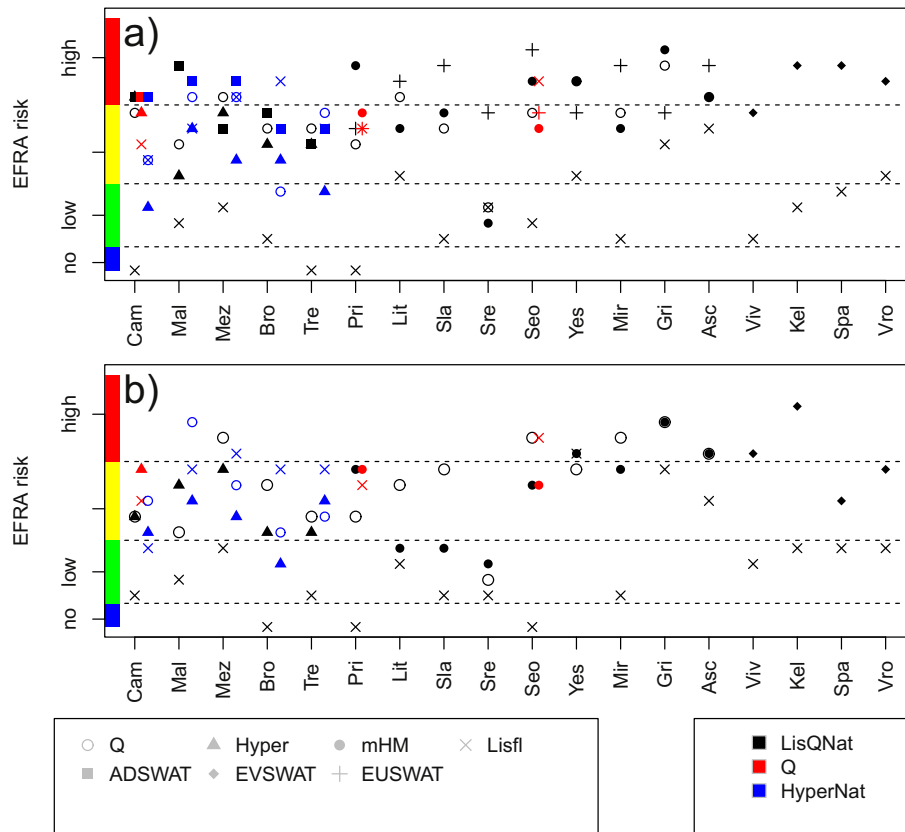 a)
EFRA risk
high
low
no
Cam Mal Mez Bro Tre Pri Lit Sla Sre Seo Yes Mir Gri Asc Viv Kel Spa Vro
b)
EFRA risk
high
low
no
Cam Mal Mez Bro Tre Pri Lit Sla Sre Seo Yes Mir Gri Asc Viv Kel Spa Vro
Q Hyper mHM Lisfl
ADSWAT EVSWAT EUSWAT
LisQNat
Q
HyperNat